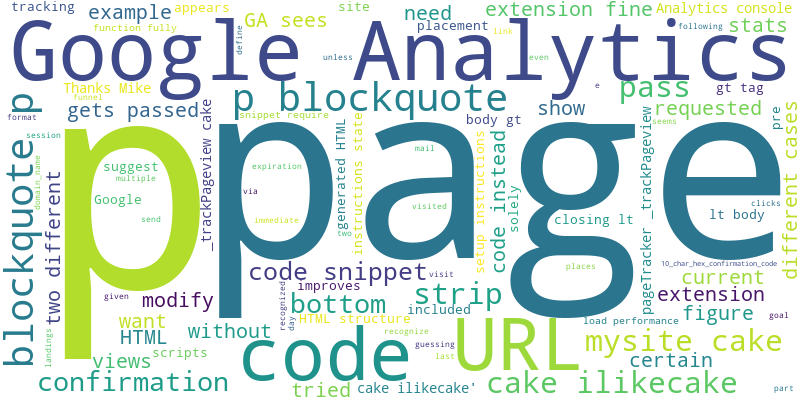 tracking
example
appears
GA sees
site
need
placement
extension fine
Analytics console
following
stats
function fully
define
unless
even
link
Google Analytics
Thanks Mike
funnel
format
gets passed
p blockquote
pass
gt tag
snippet require
show
requested
body gt
p
p
page
blockquote
two different
session
domain_name
suggest
multiple
Google
send
_trackPageview cake
expiration
via
immediate
generated HTML
two
instructions state
mail
visited
setup instructions
code instead
solely
closing lt
pageTracker _trackPageview
seems
pre
different cases
lt body
clicks
places
10_char_hex_confirmation_code
code snippet
visit
current
given
modify
improves
bottom
recognized
day
strip
extension
goal
included
want
HTML
without
HTML structure
recognize
guessing
load performance
figure
landings
views
scripts
code
last
URL
mysite cake
certain
confirmation
tried
cake ilikecake'
cake ilikecake
part
e